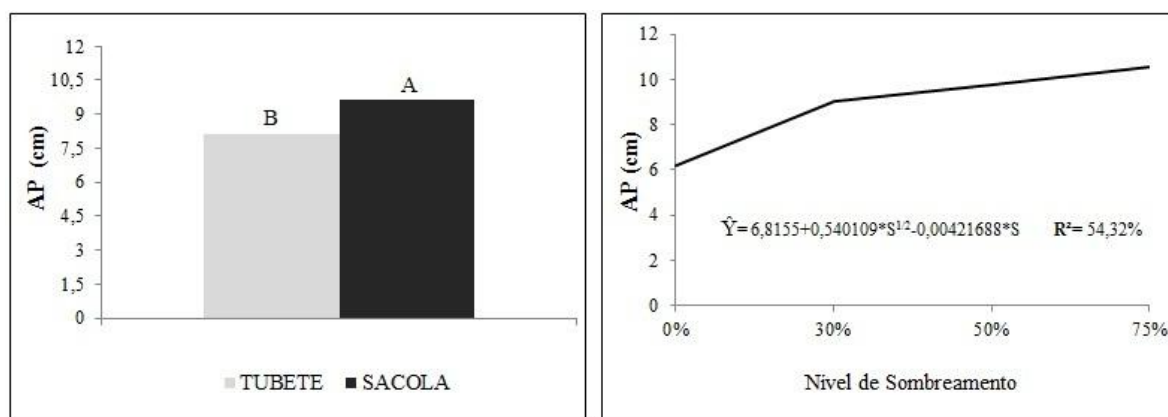 AP (cm)
12
10,5
9
7,5
6
4,5
3
1,5
0
B
A
TUBETE SACOLA
AP (cm)
12
10
8
6
4
2
0
Ŷ= 6,8155+0,540109*S^1/2-0,00421688*S R²= 54,32%
0% 30% 50% 75%
Nível de Sombreamento